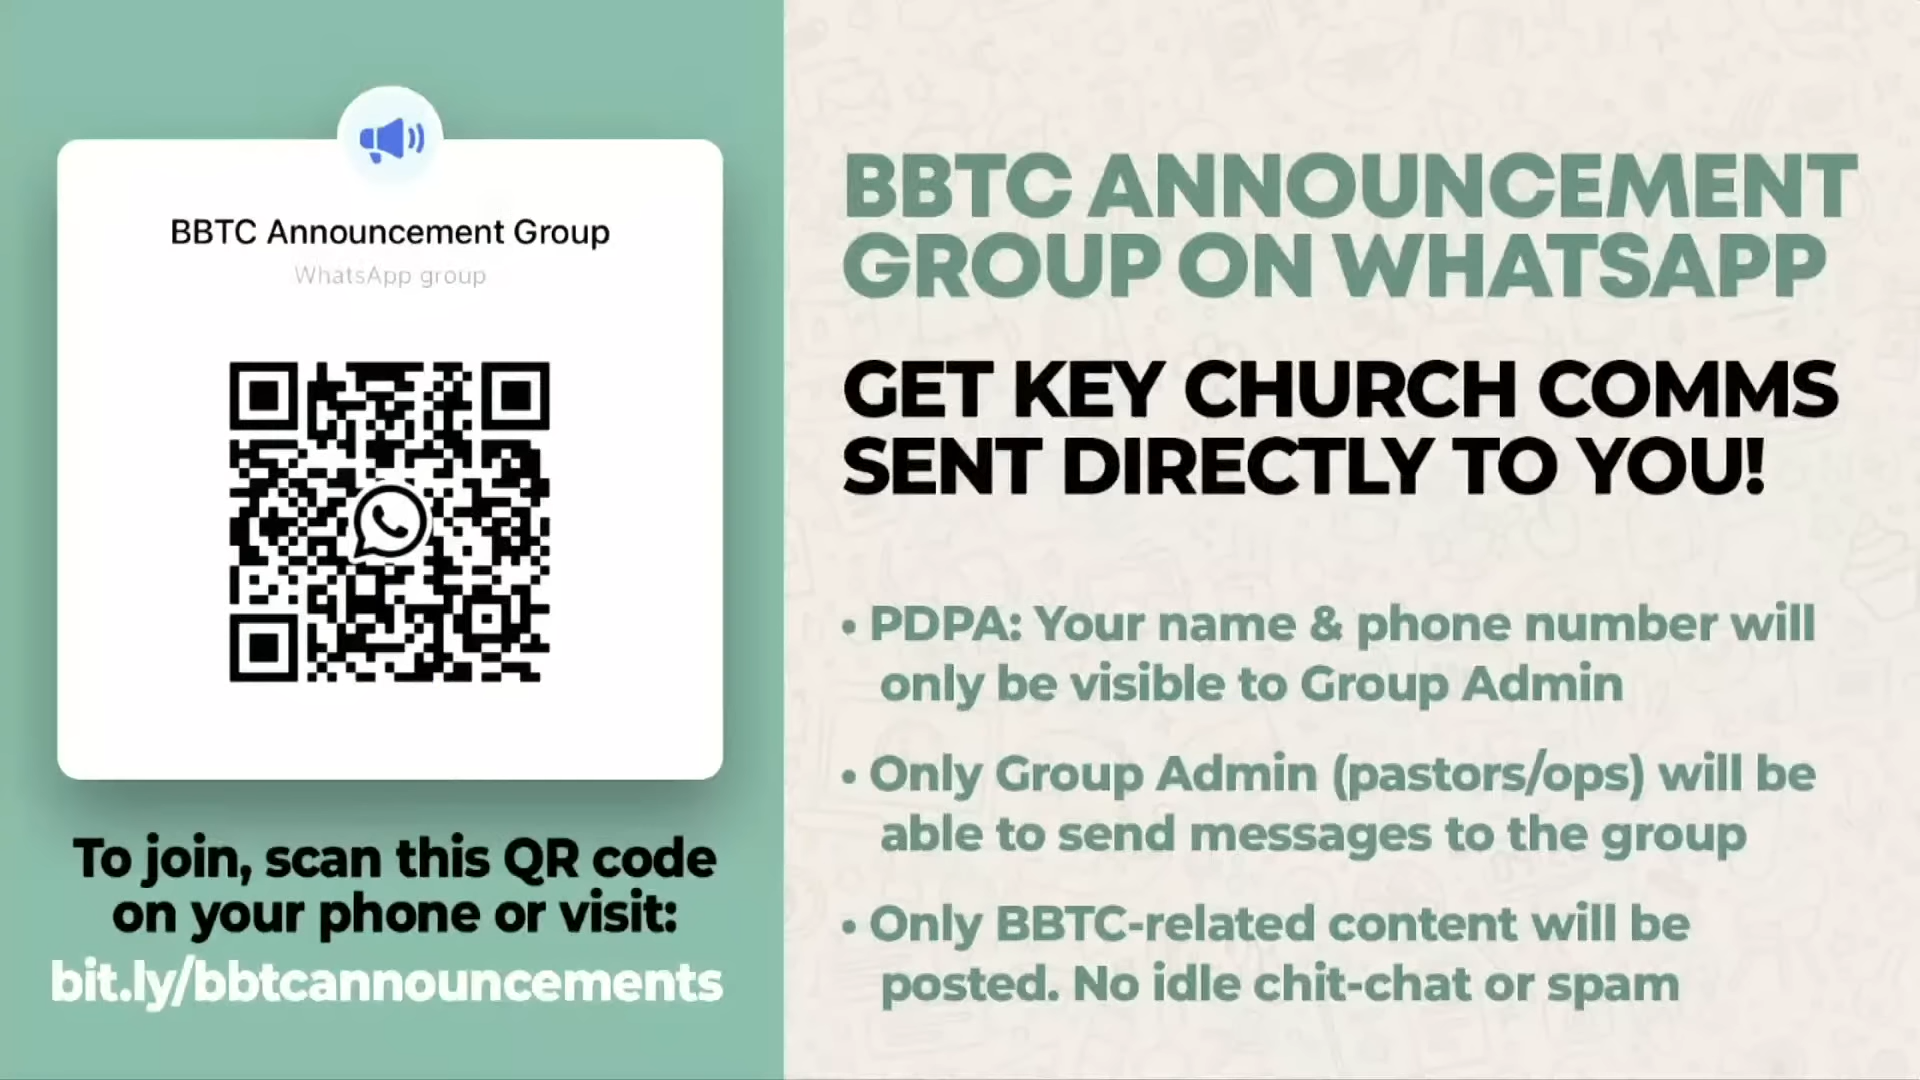 BBTC Announcement Group
WhatsApp group
To join, scan this QR code
on your phone or visit:
bit.ly/bbtcannouncements
BBTC ANNOUNCEMENT
GROUP ON WHATSAPP
GET KEY CHURCH COMMS
SENT DIRECTLY TO YOU!
• PDPA: Your name & phone number will
only be visible to Group Admin
• Only Group Admin (pastors/ops) will be
able to send messages to the group
• Only BBTC-related content will be
posted. No idle chit-chat or spam